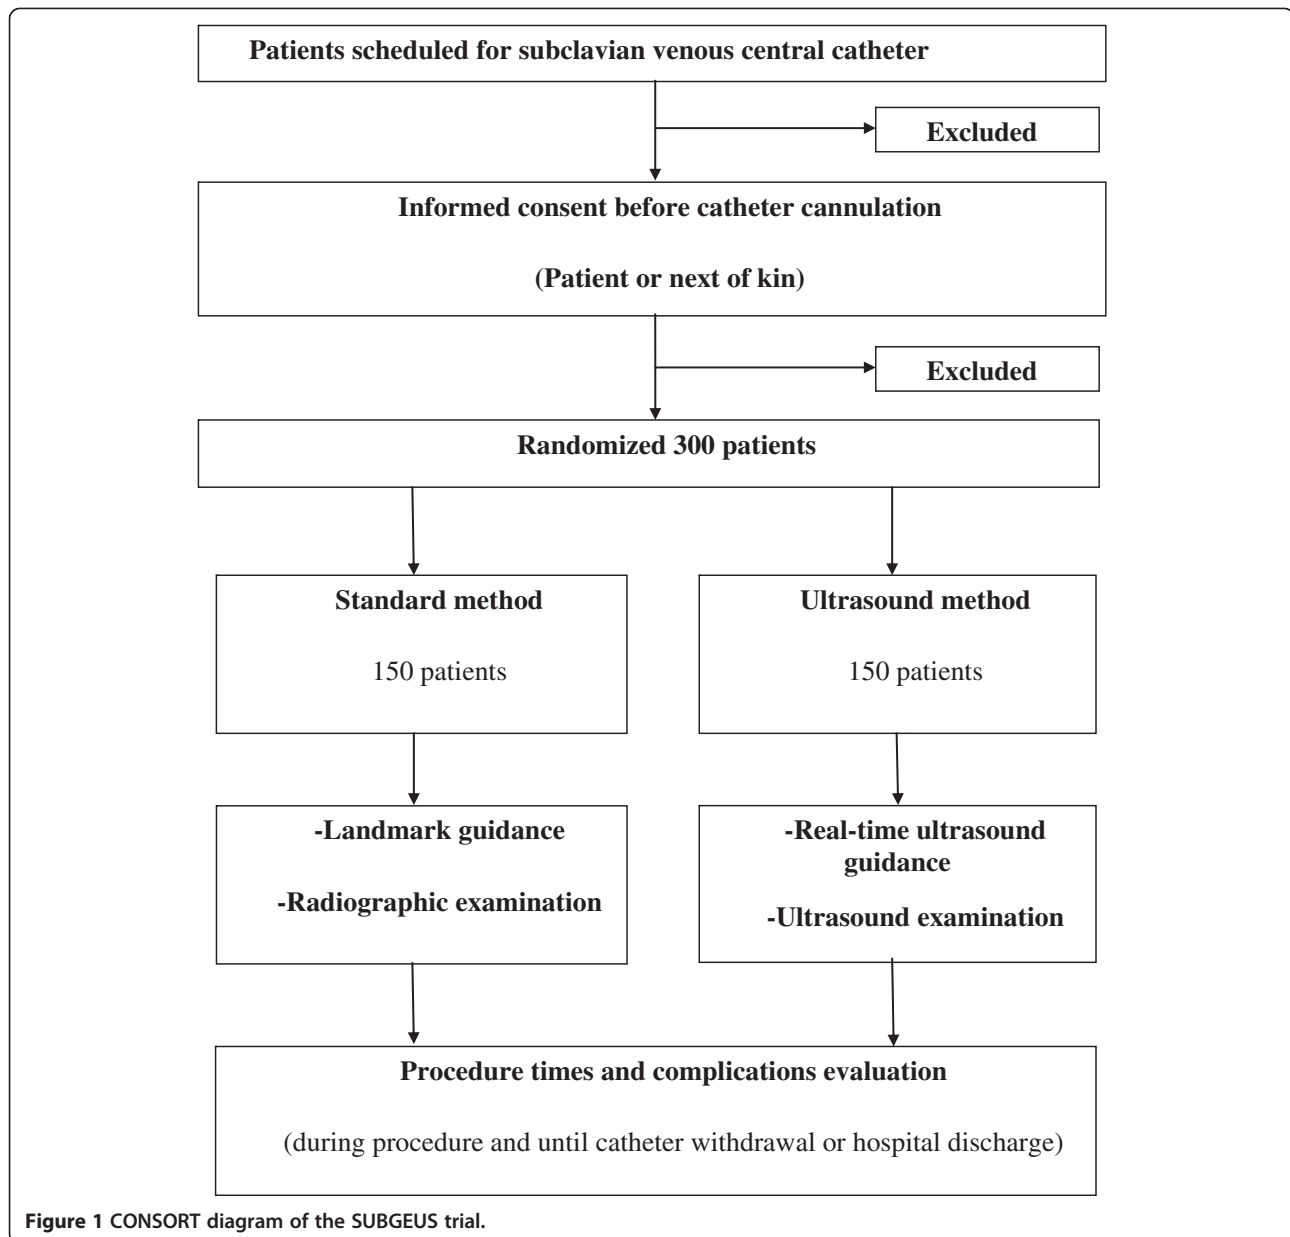 Patients scheduled for subclavian venous central catheter
Excluded
Informed consent before catheter cannulation
(Patient or next of kin)
Excluded
Randomized 300 patients
Standard method
150 patients
Ultrasound method
150 patients
-Landmark guidance
-Radiographic examination
-Real-time ultrasound
guidance
-Ultrasound examination
Procedure times and complications evaluation
(during procedure and until catheter withdrawal or hospital discharge)
Figure 1 CONSORT diagram of the SUBGEUS trial.